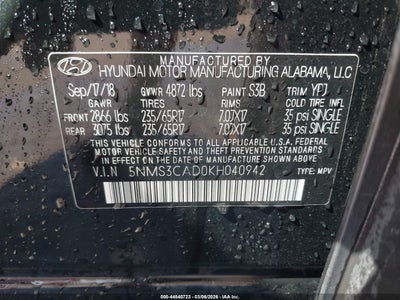 MANUFACTURED BY
HYUNDAI MOTOR MANUFACTURING ALABAMA, LLC
Sep/17/18 GVWR 4872 lbs PAINT S3B TRIM YPJ
GAWR TIRES RIMS COLD TIRE INFL
FRONT 2866 lbs 235/65R17 7.0JX17 35 psi SINGLE
REAR 3075 lbs 235/65R17 7.0JX17 35 psi SINGLE
V.I.N 5NMS3CAD0KH040942
THIS VEHICLE CONFORMS TO ALL APPLICABLE U.S. FEDERAL
MOTOR VEHICLE SAFETY AND THEFT PREVENTION STANDARDS
IN EFFECT ON THE DATE OF MANUFACTURE SHOWN ABOVE.
TYPE: MPV
000-44940723 — 03/06/2026 — IAA Inc.